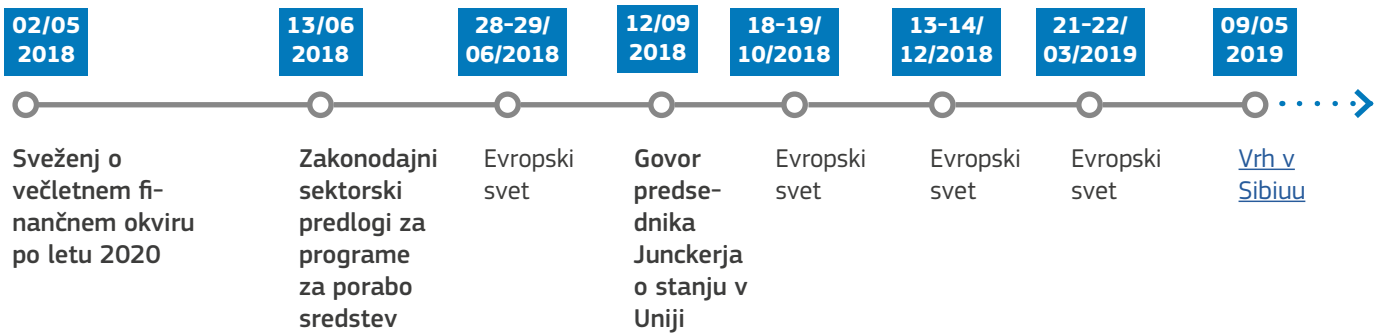 02/05
2018
Sveženj o
večletnem fi-
nančnem okviru
po letu 2020
13/06
2018
Zakonodajni
sektorski
predlogi za
programe
za porabo
sredstev
28-29/
06/2018
Evropski
svet
12/09
2018
Govor
predse-
dnika
Junckerja
o stanju v
Uniji
18-19/
10/2018
Evropski
svet
13-14/
12/2018
Evropski
svet
21-22/
03/2019
Evropski
svet
09/05
2019
Vrh v
Sibiuu